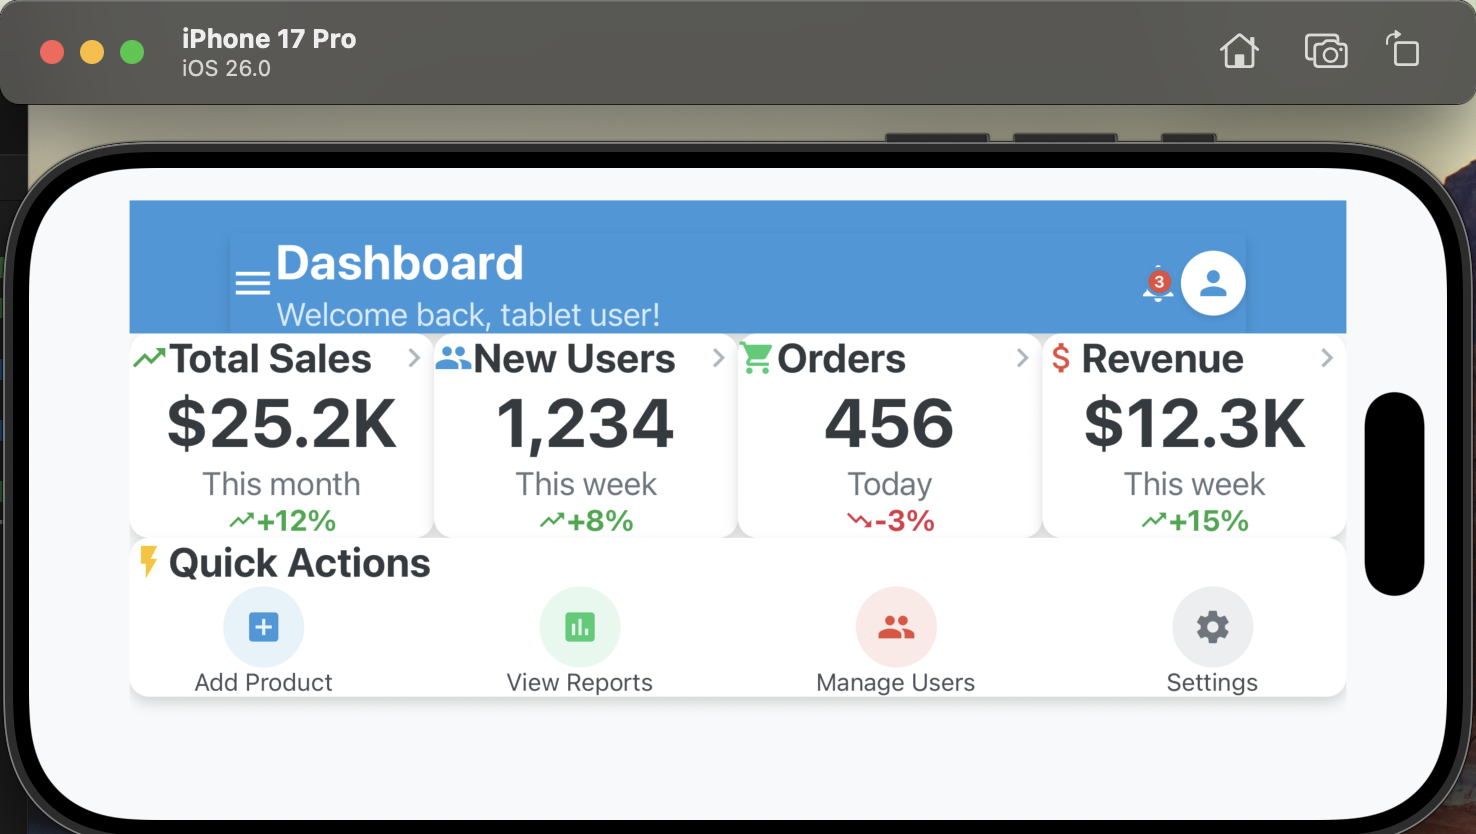 iPhone 17 Pro
iOS 26.0
Dashboard
Welcome back, tablet user!
3
Total Sales
$25.2K
This month
+12%
New Users
1,234
This week
+8%
Orders
456
Today
-3%
$ Revenue
$12.3K
This week
+15%
Quick Actions
Add Product
View Reports
Manage Users
Settings